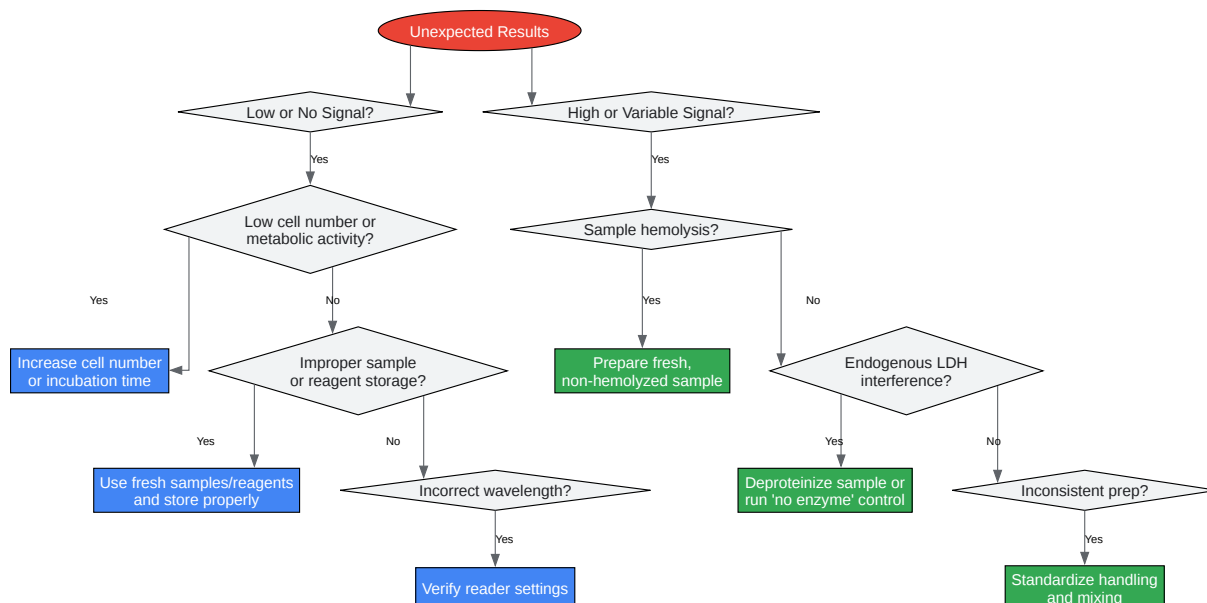 Unexpected Results
Low or No Signal?
High or Variable Signal?
Yes
Yes
Low cell number or
metabolic activity?
Sample hemolysis?
Yes
No
Yes
No
Increase cell number
or incubation time
Improper sample
or reagent storage?
Prepare fresh,
non-hemolyzed sample
Endogenous LDH
interference?
Yes
No
Yes
No
Use fresh samples/reagents
and store properly
Incorrect wavelength?
Deproteinize sample or
run 'no enzyme' control
Inconsistent prep?
Yes
Yes
Verify reader settings
Standardize handling
and mixing